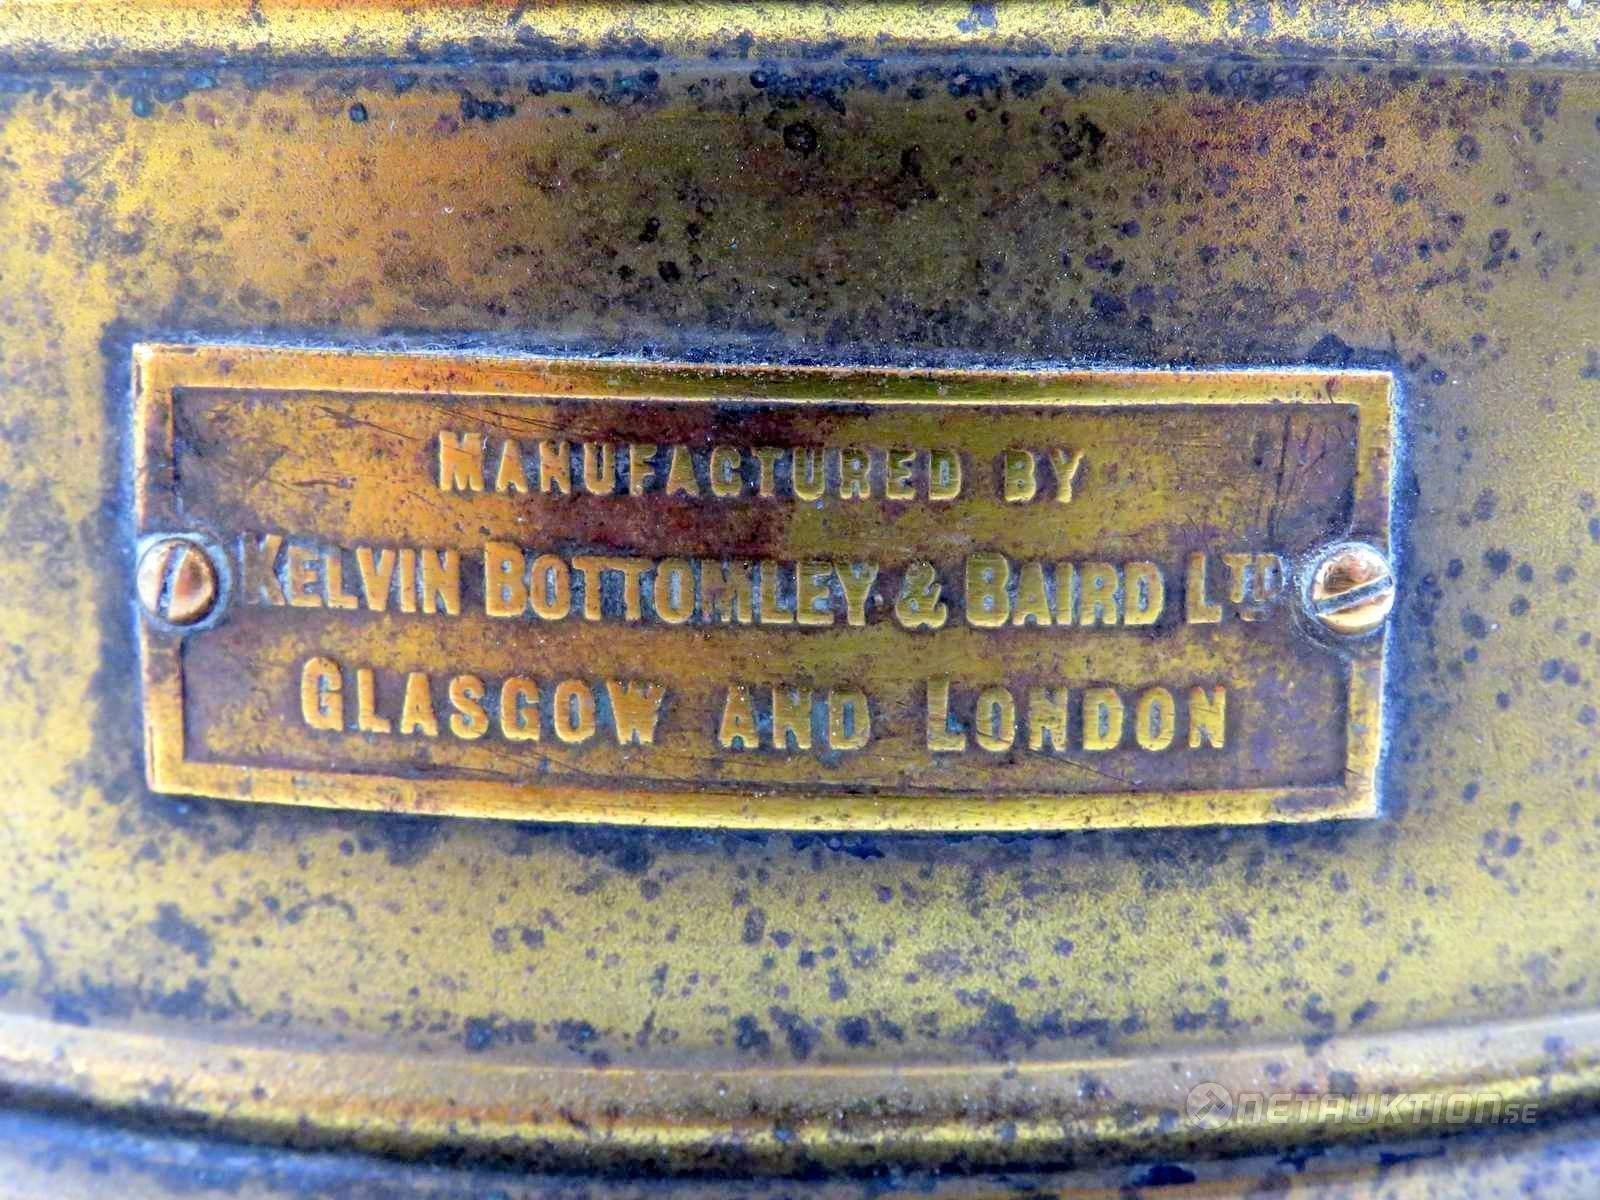 MANUFACTURED BY
KELVIN BOTTOMLEY & BAIRD LTD
GLASGOW AND LONDON
NETAUKTION.SE